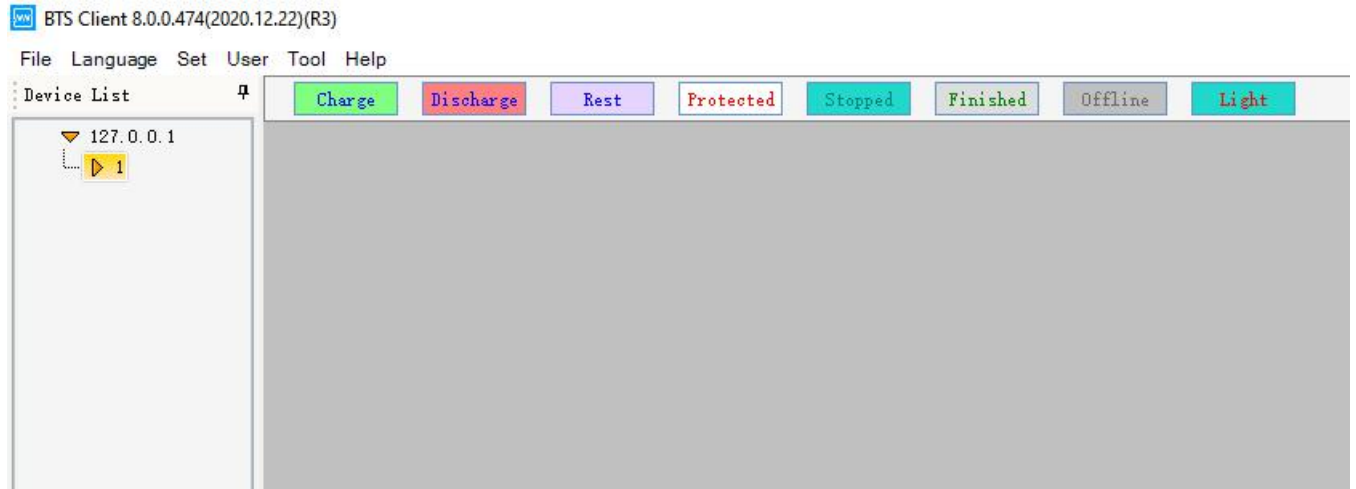 BTS Client 8.0.0.474(2020.12.22)(R3)
File Language Set User Tool Help
Device List
Charge Discharge Rest Protected Stopped Finished Offline Light
127.0.0.1
1